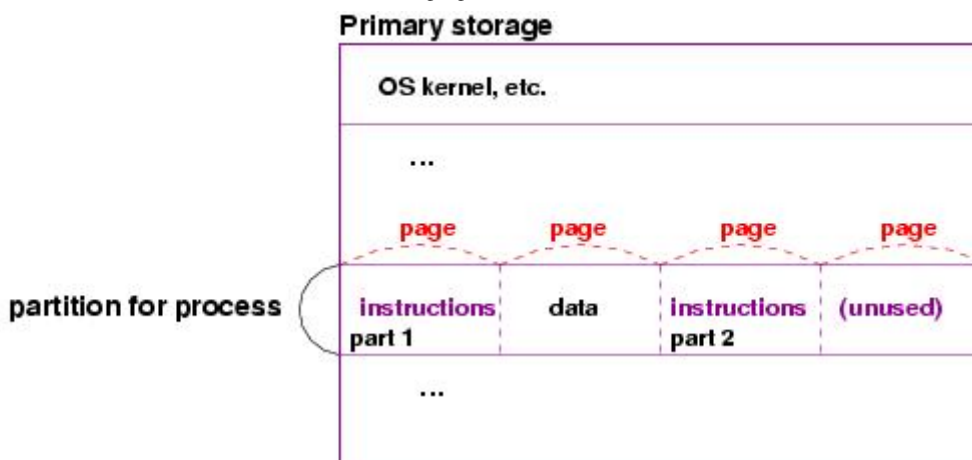 Primary storage
OS kernel, etc.
...
page page page page
partition for process
instructions data instructions (unused)
part 1 part 2
...